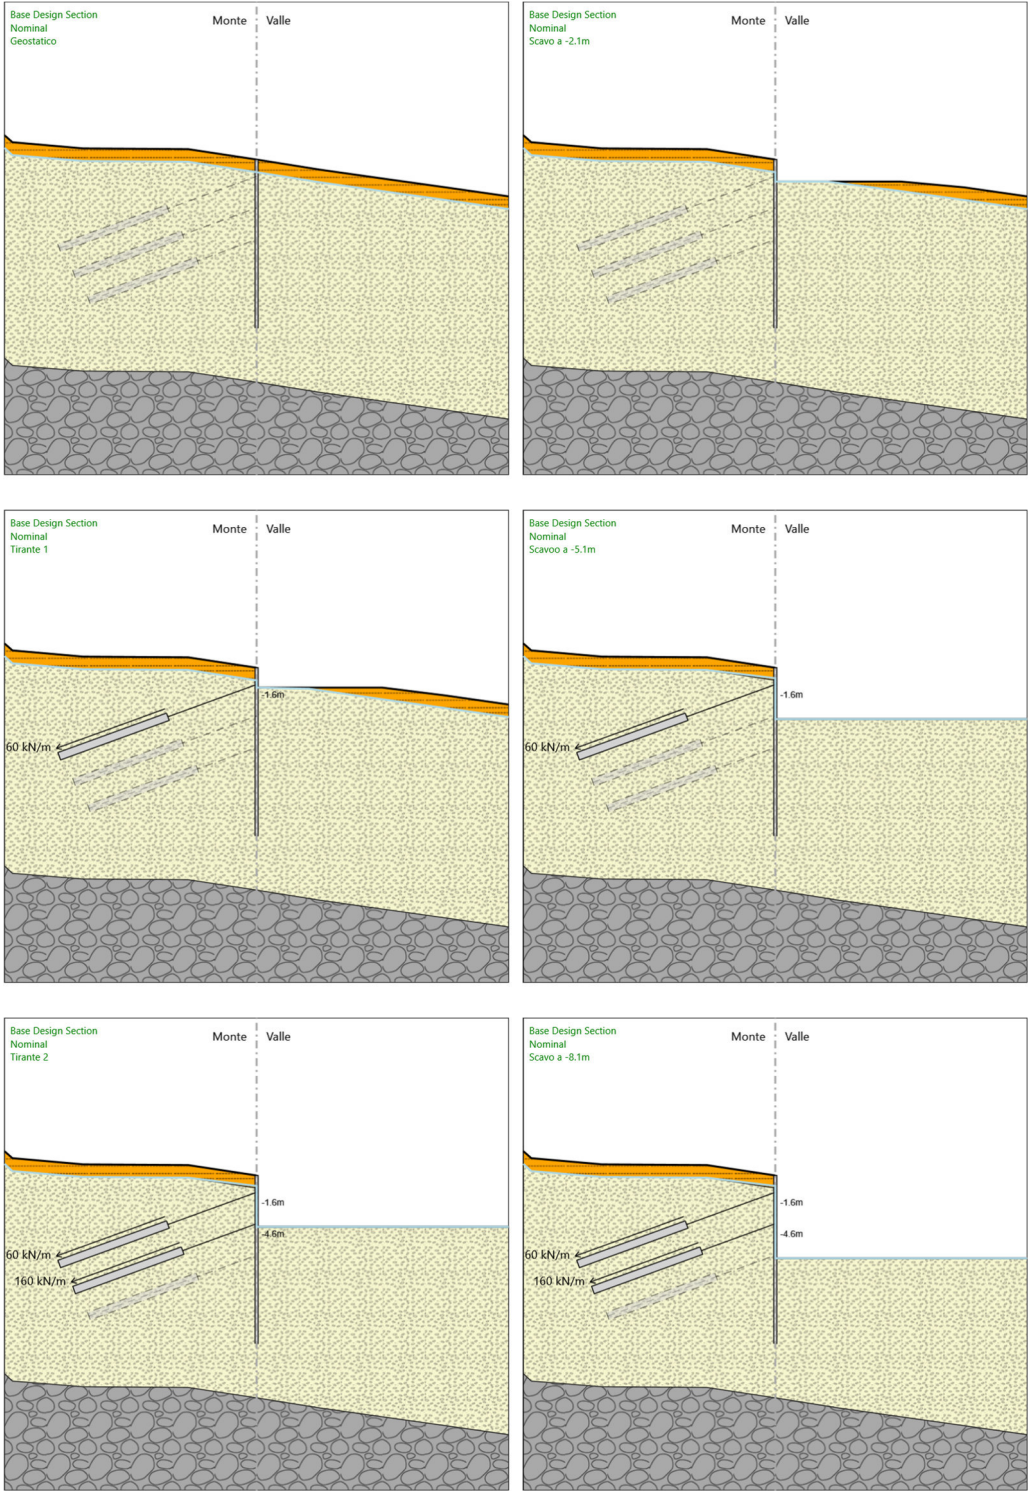 Base Design Section
Nominal
Geostatico
Monte
Valle
Base Design Section
Nominal
Scavo a -2.1m
Monte
Valle
Base Design Section
Nominal
Tirante 1
Monte
Valle
-1.6m
60 kN/m
Base Design Section
Nominal
Scavoo a -5.1m
Monte
Valle
-1.6m
60 kN/m
Base Design Section
Nominal
Tirante 2
Monte
Valle
-1.6m
-4.6m
60 kN/m
160 kN/m
Base Design Section
Nominal
Scavo a -8.1m
Monte
Valle
-1.6m
-4.6m
60 kN/m
160 kN/m